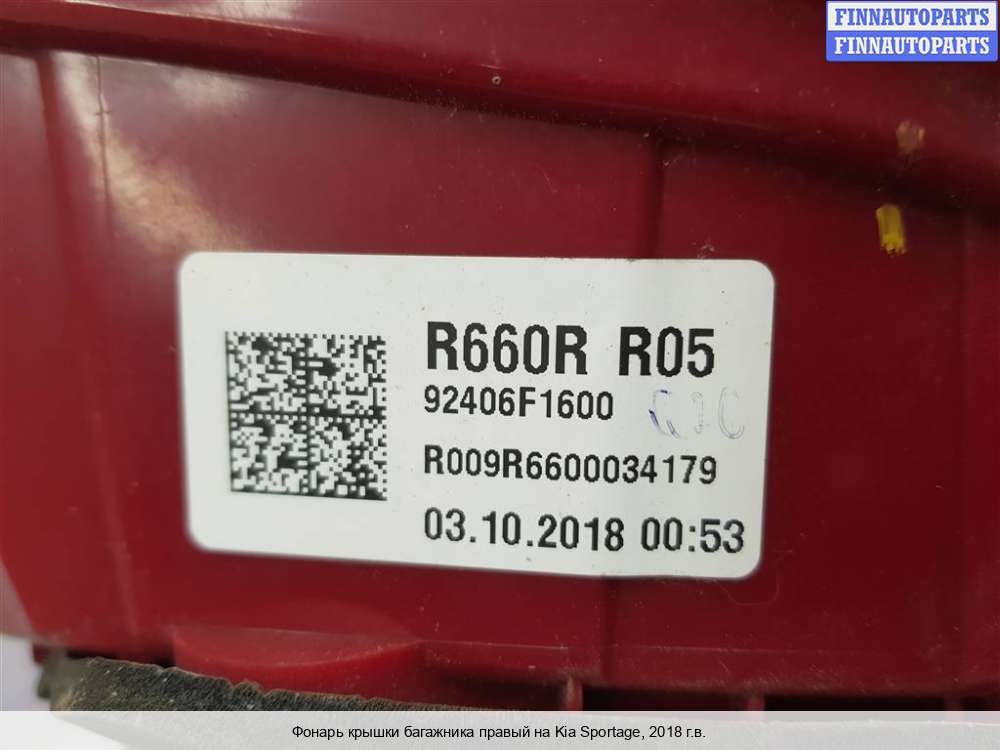 FINNAUTOPARTS
FINNAUTOPARTS
R660R R05
92406F1600
R009R6600034179
03.10.2018 00:53
Фонарь крышки багажника правый на Kia Sportage, 2018 г.в.